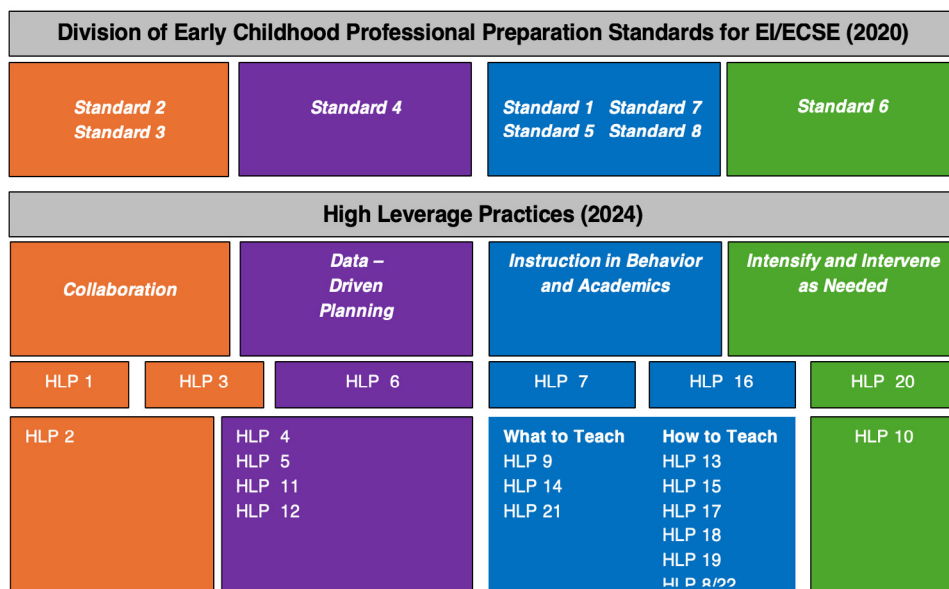 Division of Early Childhood Professional Preparation Standards for EI/ECSE (2020)
Standard 2
Standard 3
Standard 4
Standard 1 Standard 7
Standard 5 Standard 8
Standard 6
High Leverage Practices (2024)
Collaboration
Data –
Driven
Planning
Instruction in Behavior
and Academics
Intensify and Intervene
as Needed
HLP 1
HLP 3
HLP 6
HLP 7
HLP 16
HLP 20
HLP 2
HLP 4
HLP 5
HLP 11
HLP 12
What to Teach
HLP 9
HLP 14
HLP 21
How to Teach
HLP 13
HLP 15
HLP 17
HLP 18
HLP 19
HLP 8/22
HLP 10